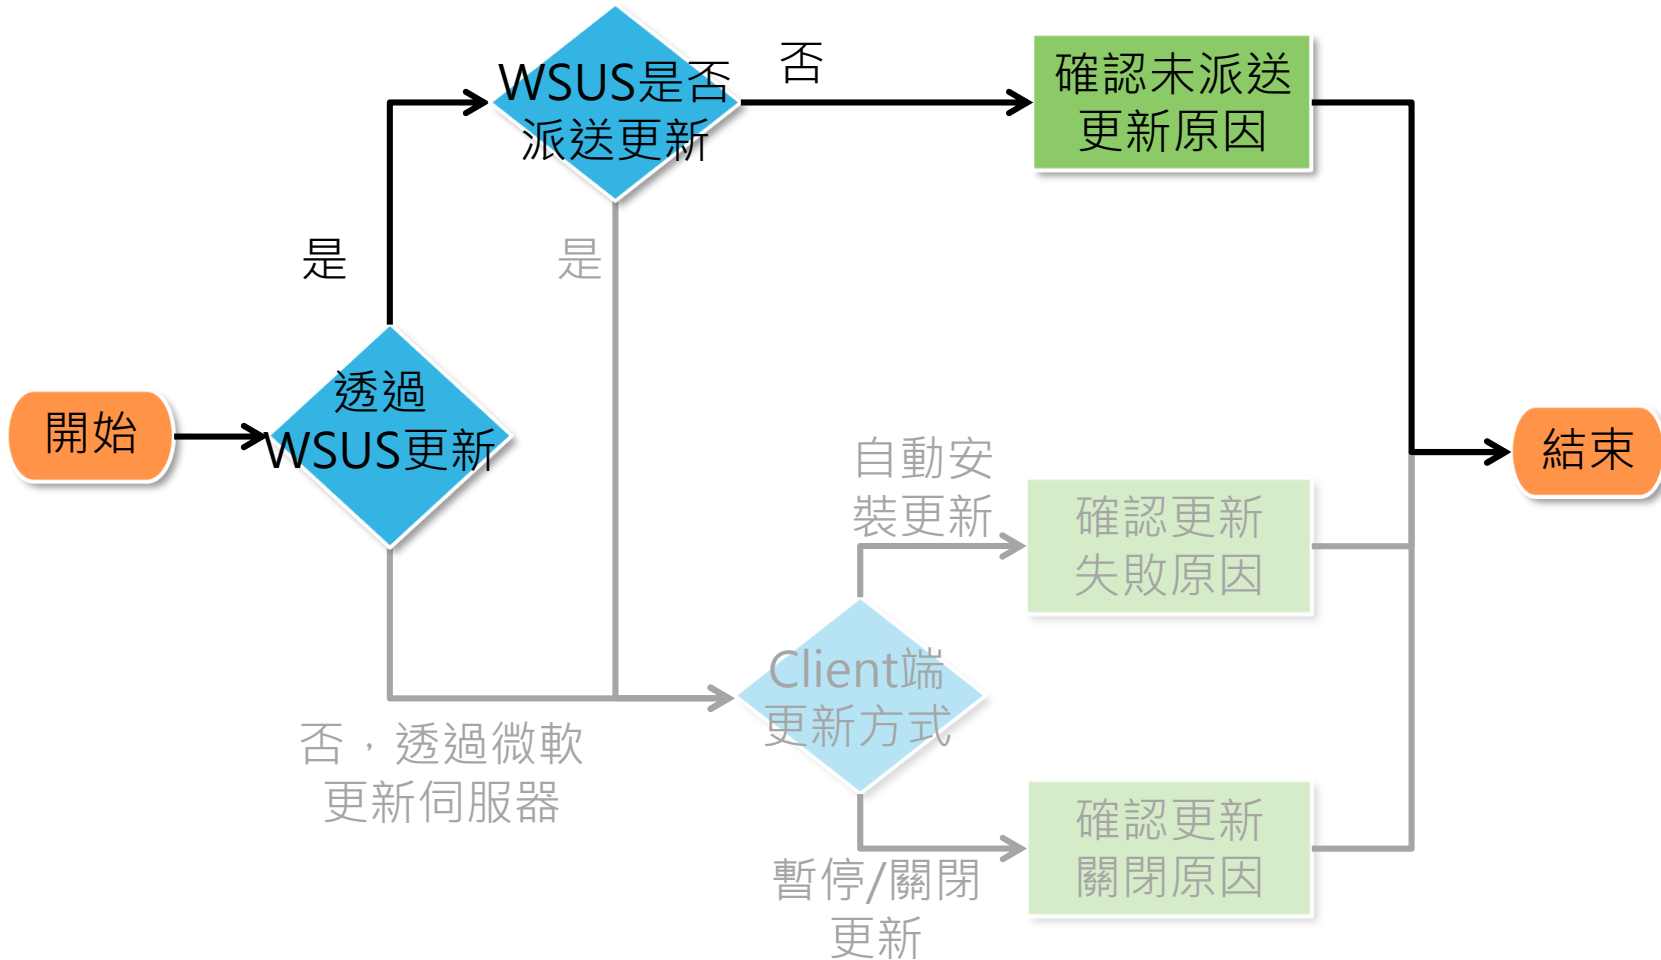 WSUS是否
派送更新
否
確認未派送
更新原因
是
是
透過
WSUS更新
開始
結束
自動安
裝更新
確認更新
失敗原因
Client端
更新方式
否，透過微軟
更新伺服器
暫停/關閉
更新
確認更新
關閉原因